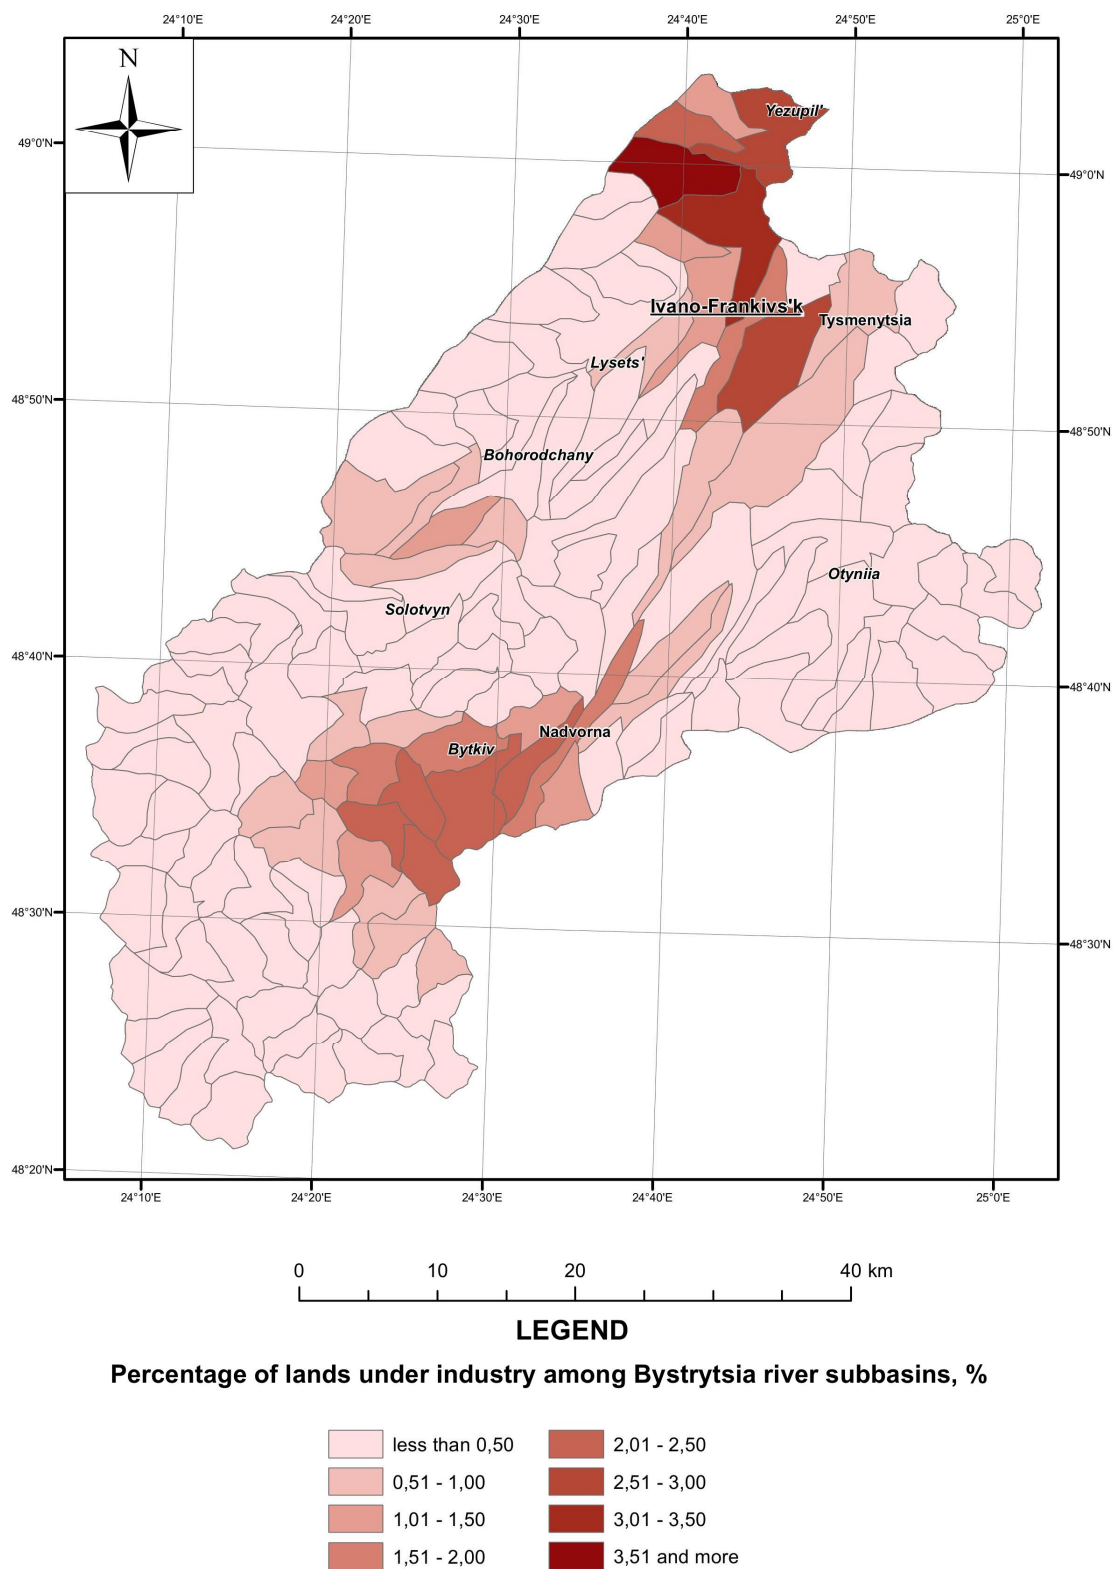 24°10'E 24°20'E 24°30'E 24°40'E 24°50'E 25°0'E
N
Yezupil'
49°0'N
49°0'N
Ivano-Frankivs'k
Tysmenytsia
Lysets'
48°50'N
48°50'N
Bohorodchany
Otyniia
Solotvyn
48°40'N
48°40'N
Nadvorna
Bytkiv
48°30'N
48°30'N
48°20'N
24°10'E 24°20'E 24°30'E 24°40'E 24°50'E 25°0'E
0 10 20 40 km
LEGEND
Percentage of lands under industry among Bystrytsia river subbasins, %
less than 0,50
0,51 - 1,00
1,01 - 1,50
1,51 - 2,00
2,01 - 2,50
2,51 - 3,00
3,01 - 3,50
3,51 and more